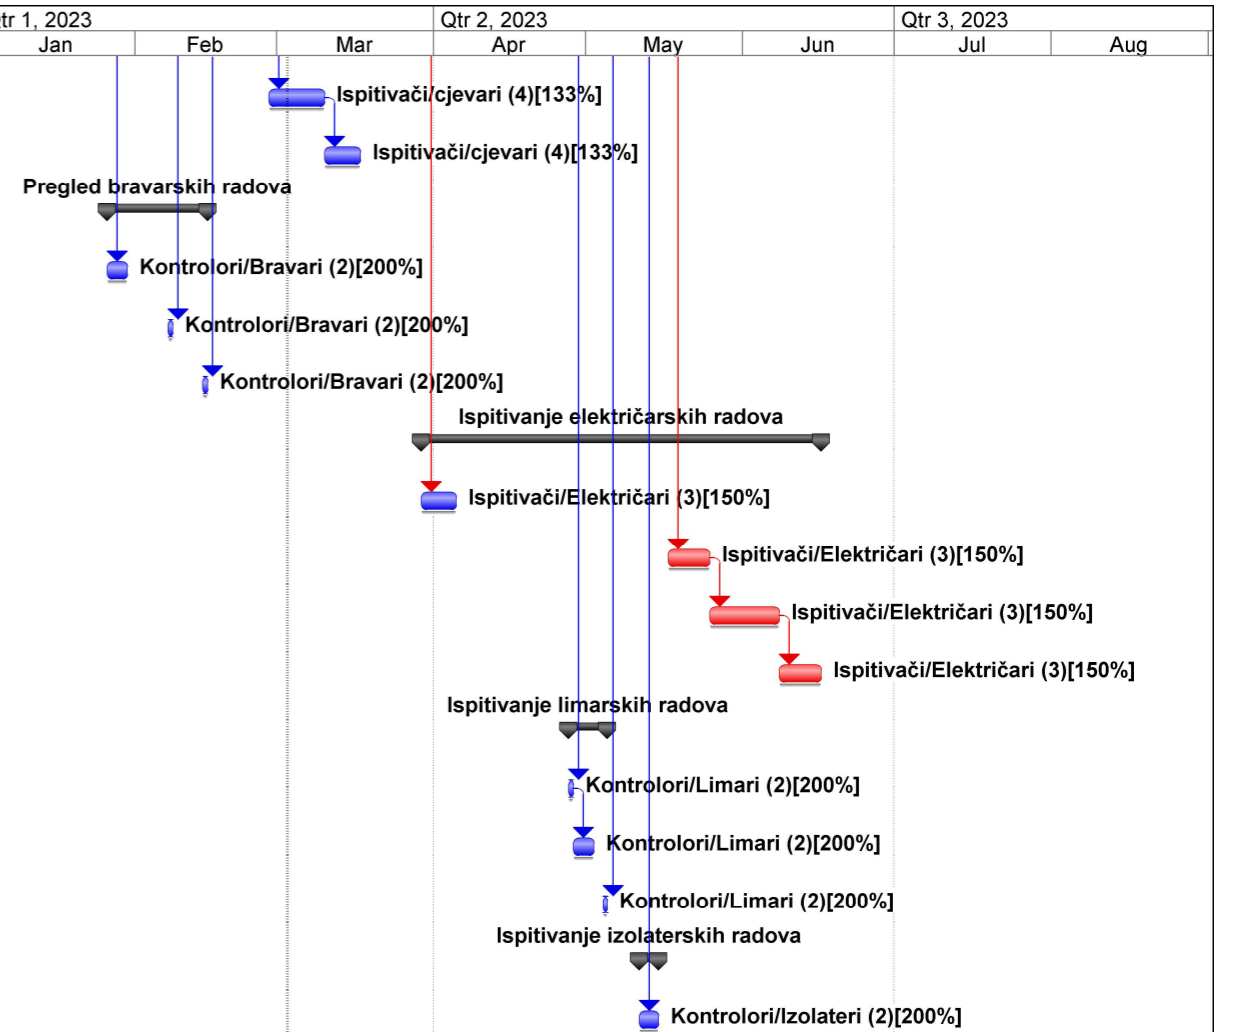 tr 1, 2023 Qtr 2, 2023 Qtr 3, 2023
Jan Feb Mar Apr May Jun Jul Aug
Ispitivači/cjevari (4)[133%]
Ispitivači/cjevari (4)[133%]
Pregled bravarskih radova
Kontrolori/Bravari (2)[200%]
Kontrolori/Bravari (2)[200%]
Kontrolori/Bravari (2)[200%]
Ispitivanje električarskih radova
Ispitivači/Električari (3)[150%]
Ispitivači/Električari (3)[150%]
Ispitivači/Električari (3)[150%]
Ispitivači/Električari (3)[150%]
Ispitivanje limarskih radova
Kontrolori/Limari (2)[200%]
Kontrolori/Limari (2)[200%]
Kontrolori/Limari (2)[200%]
Ispitivanje izolaterskih radova
Kontrolori/Izolateri (2)[200%]